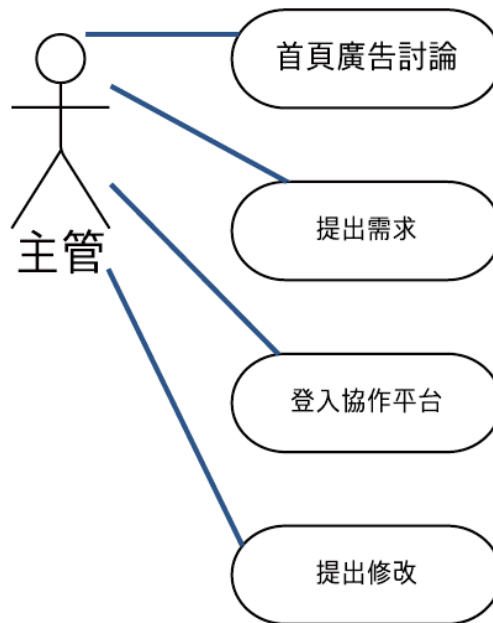 首頁廣告討論
提出需求
主管
登入協作平台
提出修改